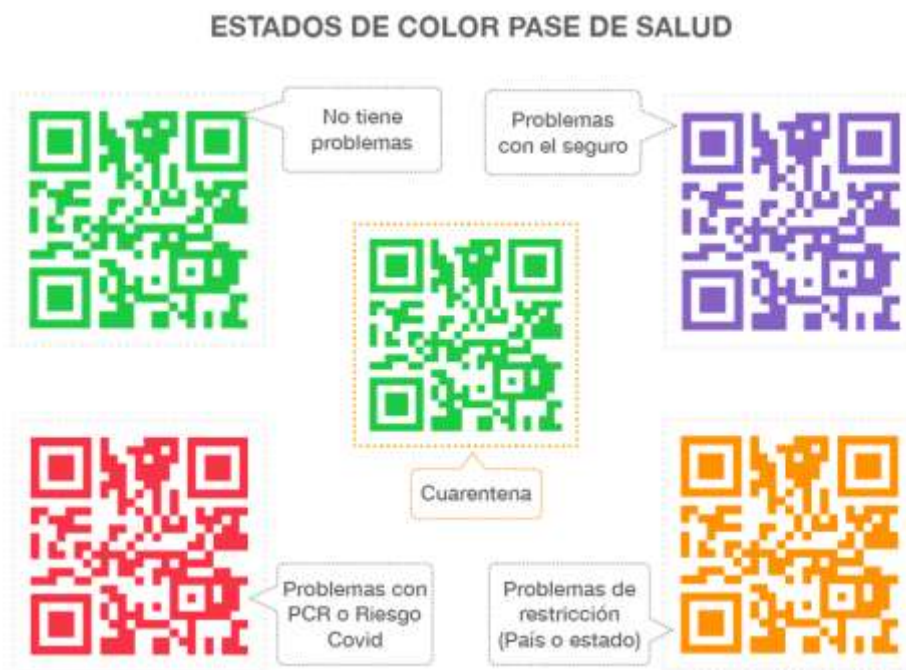 ESTADOS DE COLOR PASE DE SALUD
No tiene
problemas
Problemas
con el seguro
Cuarentena
Problemas con
PCR o Riesgo
Covid
Problemas de
restricción
(País o estado)